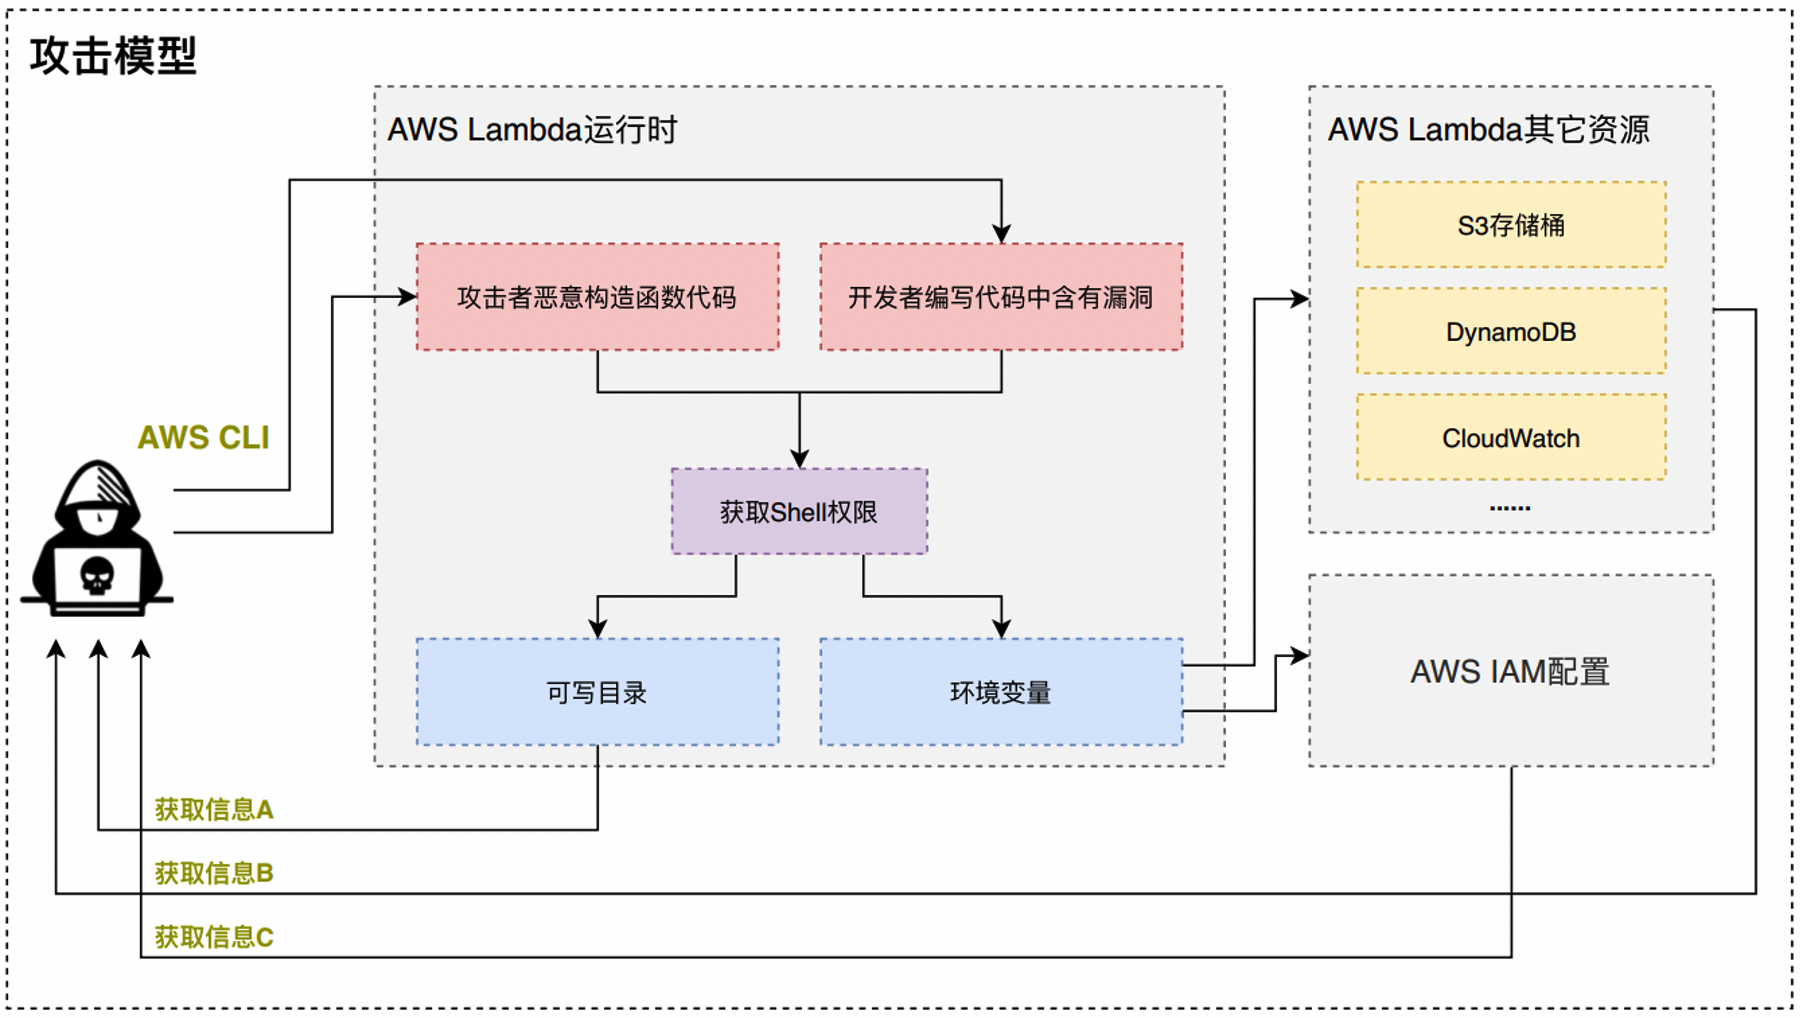 攻击模型
AWS Lambda运行时
AWS Lambda其它资源
S3存储桶
攻击者恶意构造函数代码
开发者编写代码中含有漏洞
DynamoDB
AWS CLI
CloudWatch
......
获取Shell权限
AWS IAM配置
可写目录
环境变量
获取信息A
获取信息B
获取信息C